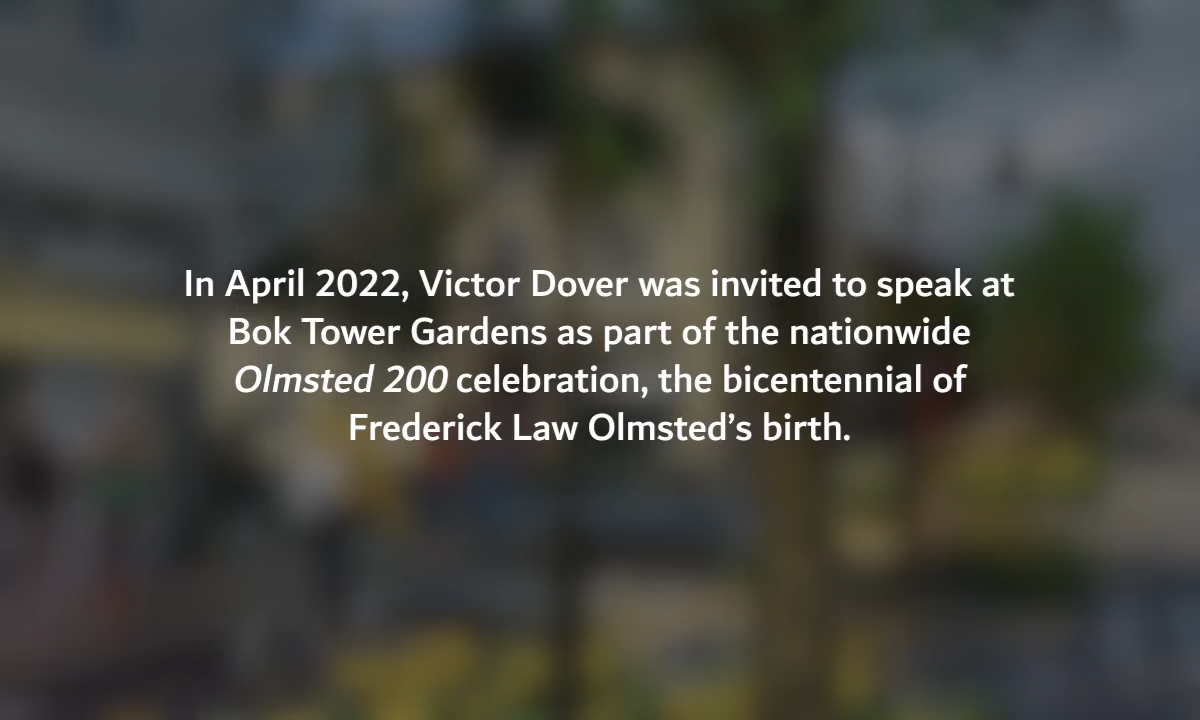 In April 2022, Victor Dover was invited to speak at
Bok Tower Gardens as part of the nationwide
Olmsted 200 celebration, the bicentennial of
Frederick Law Olmsted’s birth.